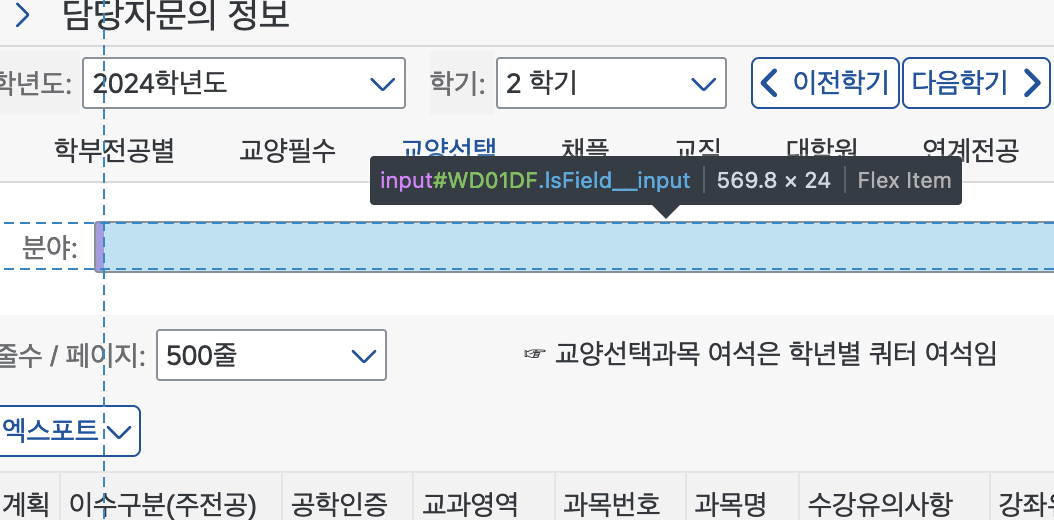 담당자문의 정보
학년도: 2024학년도 학기: 2 학기 이전학기 다음학기
학부전공별 교양필수 교양선택 채플 교직 대학원 연계전공
input#WD01DF.lsField__input 569.8 × 24 Flex Item
분야:
줄수 / 페이지: 500줄 ☞ 교양선택과목 여석은 학년별 쿼터 여석임
엑스포트
계획 이수구분(주전공) 공학인증 교과영역 과목번호 과목명 수강유의사항